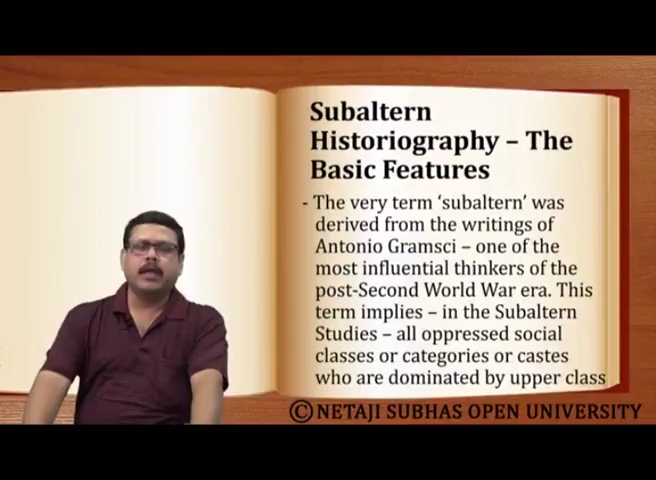 Subaltern
Historiography – The
Basic Features
- The very term ‘subaltern’ was
derived from the writings of
Antonio Gramsci – one of the
most influential thinkers of the
post-Second World War era. This
term implies – in the Subaltern
Studies – all oppressed social
classes or categories or castes
who are dominated by upper class
©NETAJI SUBHAS OPEN UNIVERSITY